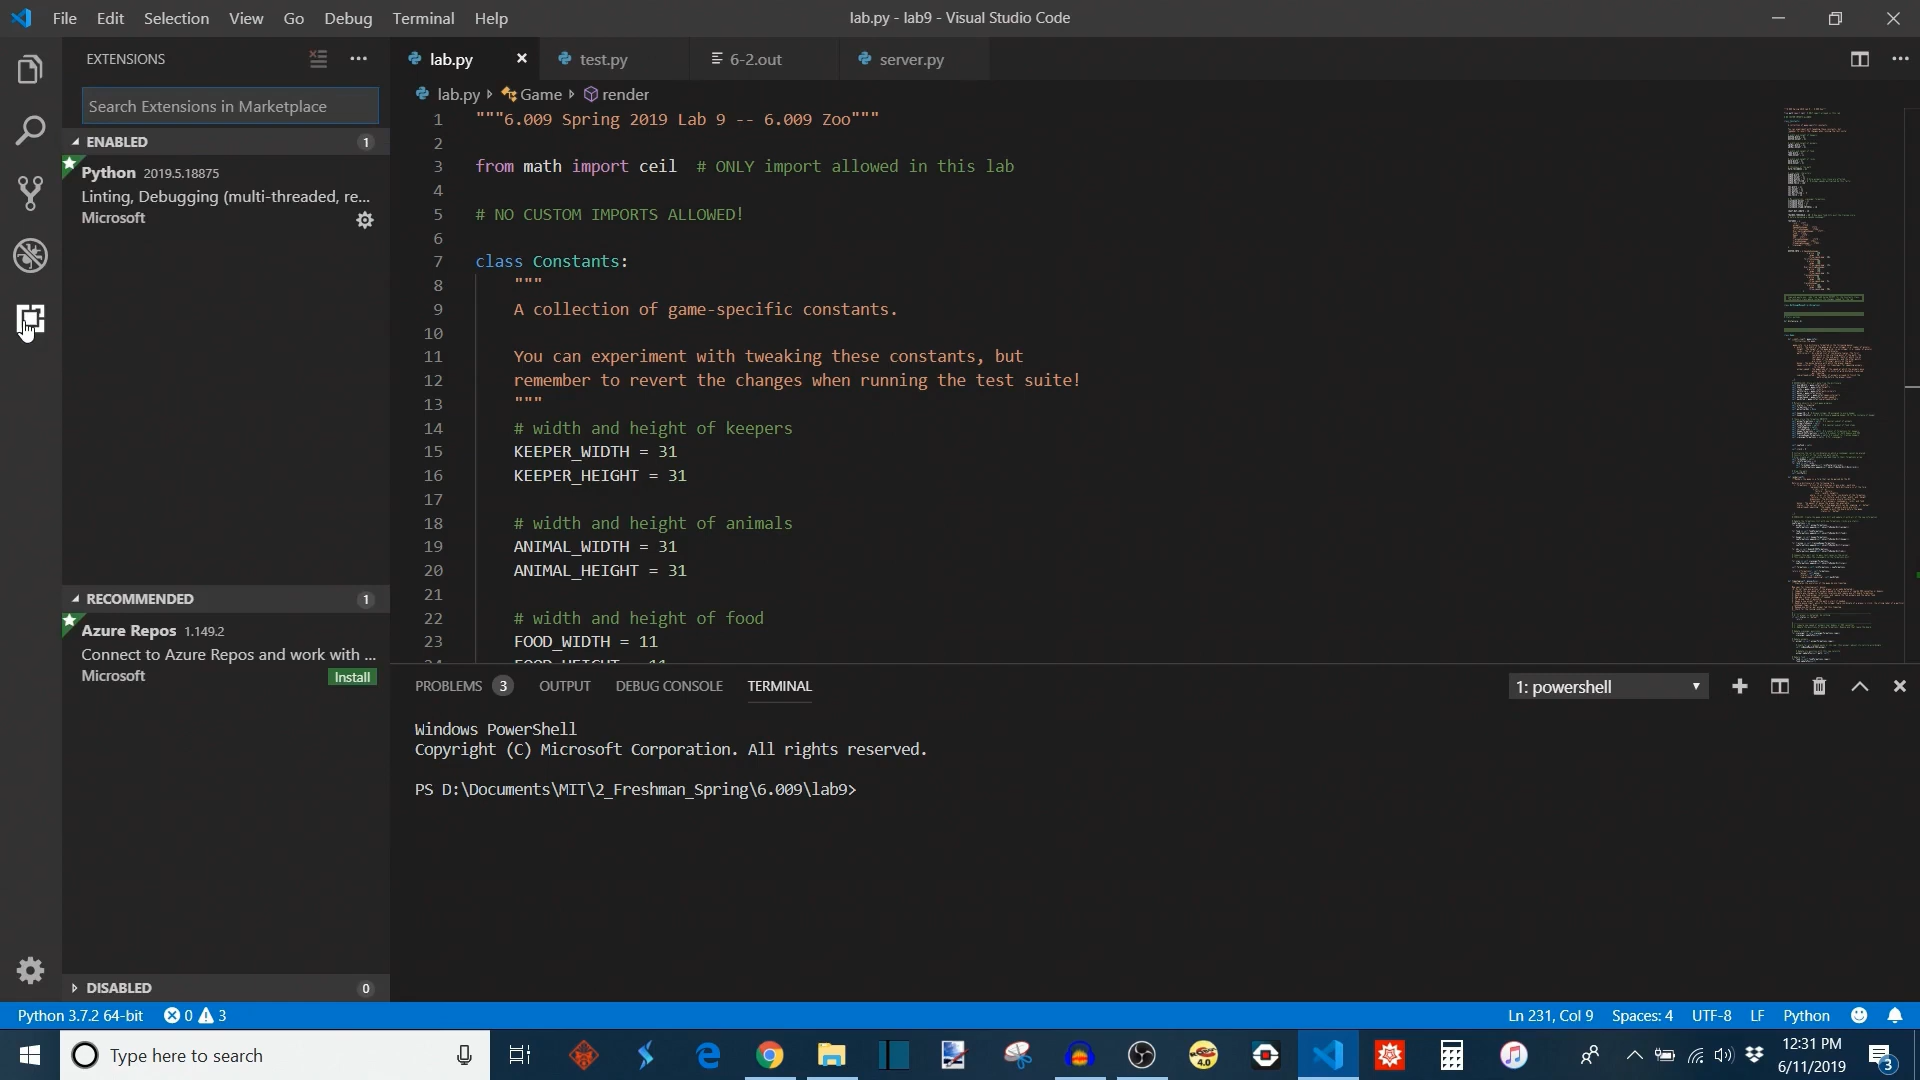 File Edit Selection View Go Debug Terminal Help
lab.py - lab9 - Visual Studio Code
EXTENSIONS
Search Extensions in Marketplace
ENABLED 1
Python 2019.5.18875
Linting, Debugging (multi-threaded, re...
Microsoft
RECOMMENDED 1
Azure Repos 1.149.2
Connect to Azure Repos and work with ...
Microsoft Install
DISABLED 0
lab.py test.py 6-2.out server.py
lab.py Game render
1 """6.009 Spring 2019 Lab 9 -- 6.009 Zoo"""
2
3 from math import ceil  # ONLY import allowed in this lab
4
5 # NO CUSTOM IMPORTS ALLOWED!
6
7 class Constants:
8 """
9 A collection of game-specific constants.
10
11 You can experiment with tweaking these constants, but
12 remember to revert the changes when running the test suite!
13 """
14 # width and height of keepers
15 KEEPER_WIDTH = 31
16 KEEPER_HEIGHT = 31
17
18 # width and height of animals
19 ANIMAL_WIDTH = 31
20 ANIMAL_HEIGHT = 31
21
22 # width and height of food
23 FOOD_WIDTH = 11
24 FOOD_HEIGHT = 11
PROBLEMS 3 OUTPUT DEBUG CONSOLE TERMINAL
1: powershell
Windows PowerShell
Copyright (C) Microsoft Corporation. All rights reserved.
PS D:\Documents\MIT\2_Freshman_Spring\6.009\lab9>
Python 3.7.2 64-bit 0 3
Ln 231, Col 9 Spaces: 4 UTF-8 LF Python
Type here to search
4.0
12:31 PM
6/11/2019
3